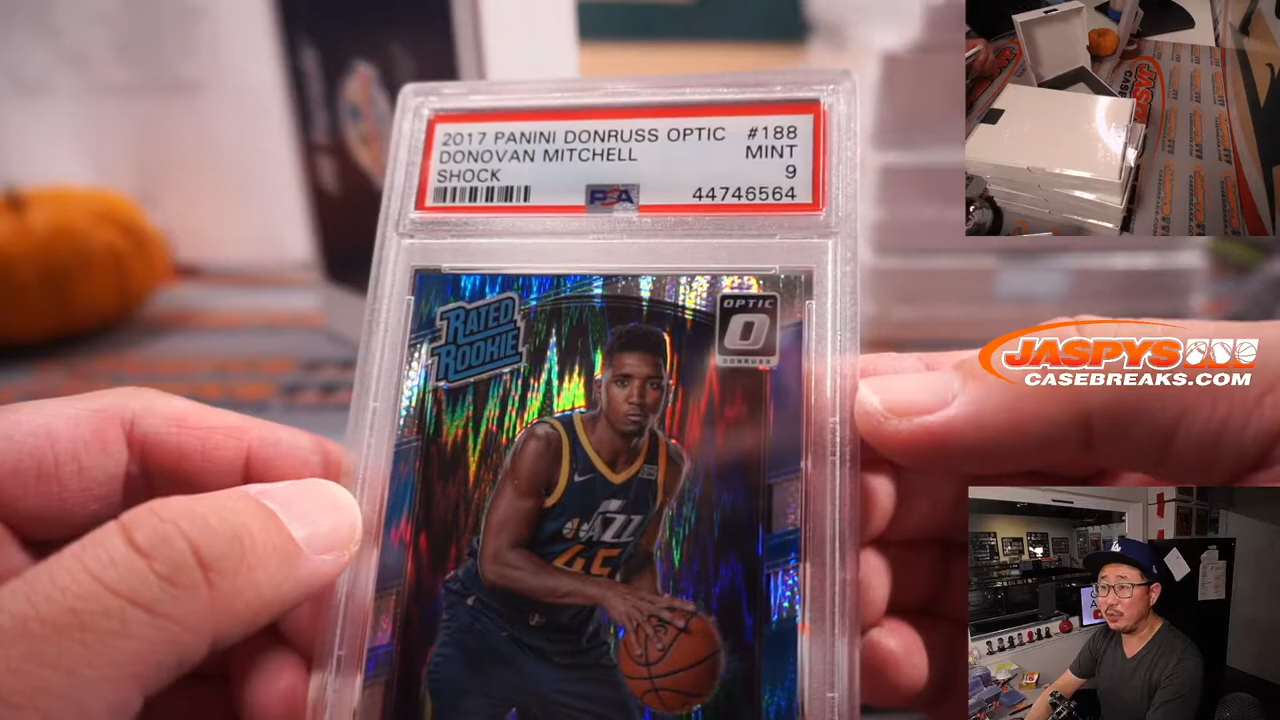 2017 PANINI DONRUSS OPTIC #188
DONOVAN MITCHELL MINT
SHOCK 9
PSA 44746564
RATED
ROOKIE
OPTIC
DONRUSS
JAZZ
45
JASPYS
CASEBREAKS.COM